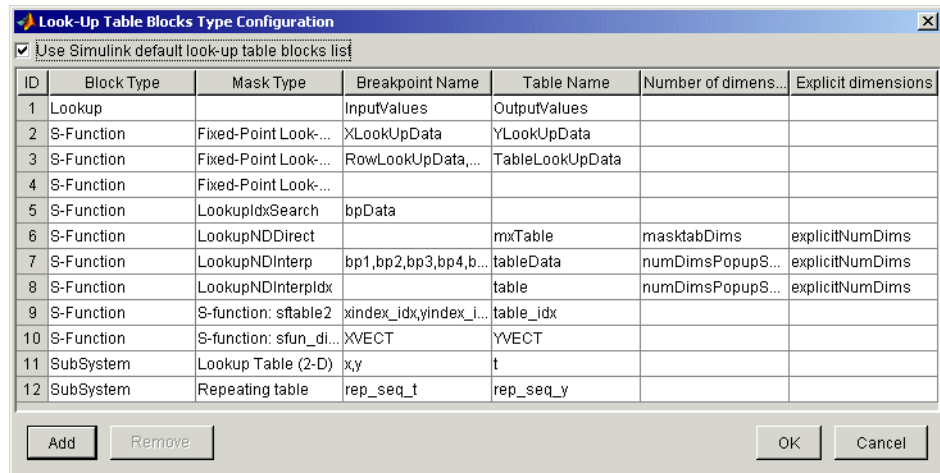 Look-Up Table Blocks Type Configuration
Use Simulink default look-up table blocks list
ID Block Type Mask Type Breakpoint Name Table Name Number of dimens... Explicit dimensions
1 Lookup InputValues OutputValues
2 S-Function Fixed-Point Look-... XLookUpData YLookUpData
3 S-Function Fixed-Point Look-... RowLookUpData,... TableLookUpData
4 S-Function Fixed-Point Look-...
5 S-Function LookupIdxSearch bpData
6 S-Function LookupNDDirect mxTable masktabDims explicitNumDims
7 S-Function LookupNDInterp bp1,bp2,bp3,bp4,b... tableData numDimsPopupS... explicitNumDims
8 S-Function LookupNDInterpIdx table numDimsPopupS... explicitNumDims
9 S-Function S-function: sftable2 xindex_idx,yindex_i... table_idx
10 S-Function S-function: sfun_di... XVECT YVECT
11 SubSystem Lookup Table (2-D) x,y t
12 SubSystem Repeating table rep_seq_t rep_seq_y
Add Remove OK Cancel